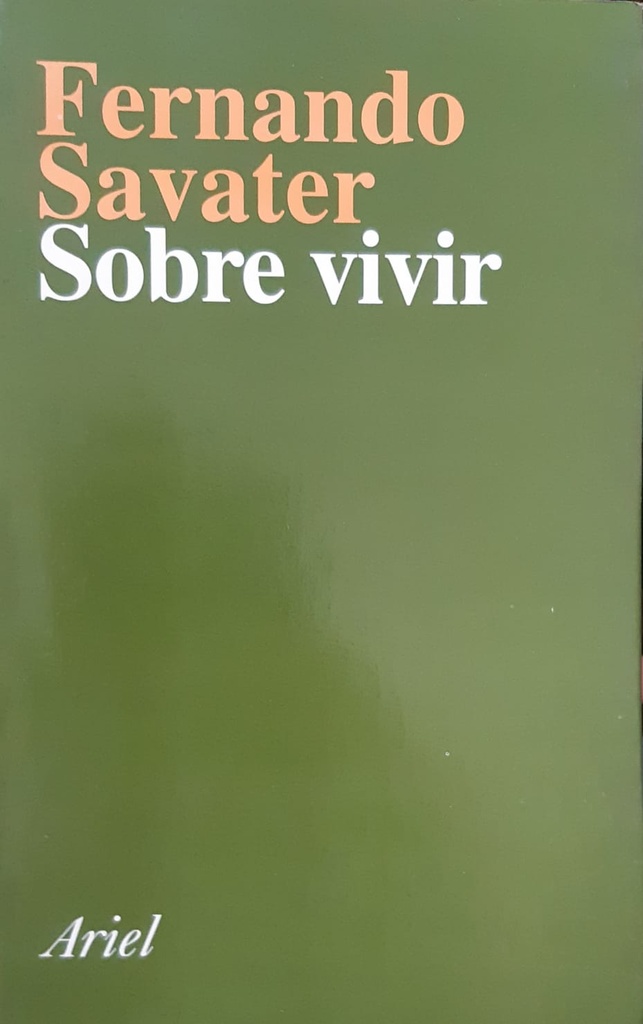 Fernando
Savater
Sobre vivir
Ariel